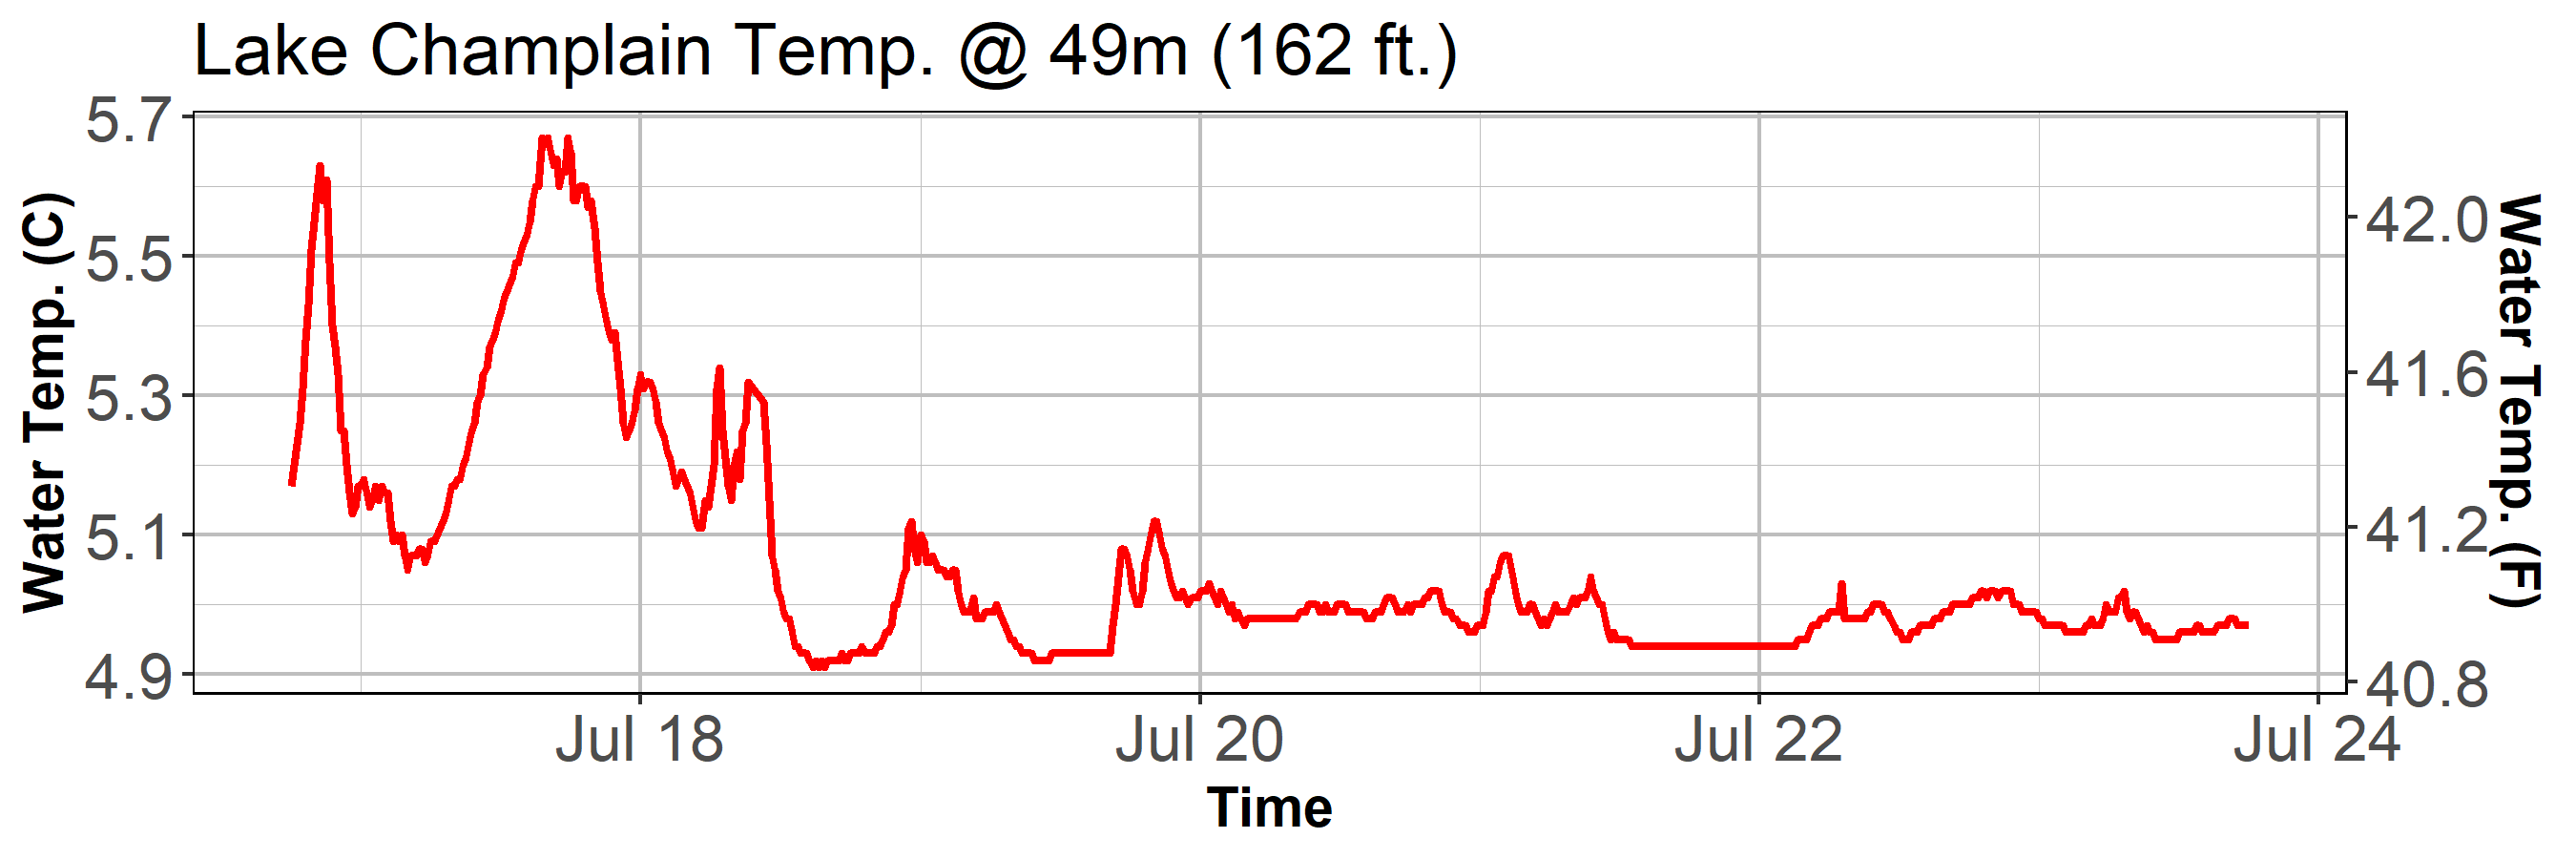 Lake Champlain Temp. @ 49m (162 ft.)
Water Temp. (C)
5.7
5.5
5.3
5.1
4.9
42.0
41.6
41.2
40.8
Water Temp. (F)
Jul 18 Jul 20 Jul 22 Jul 24
Time